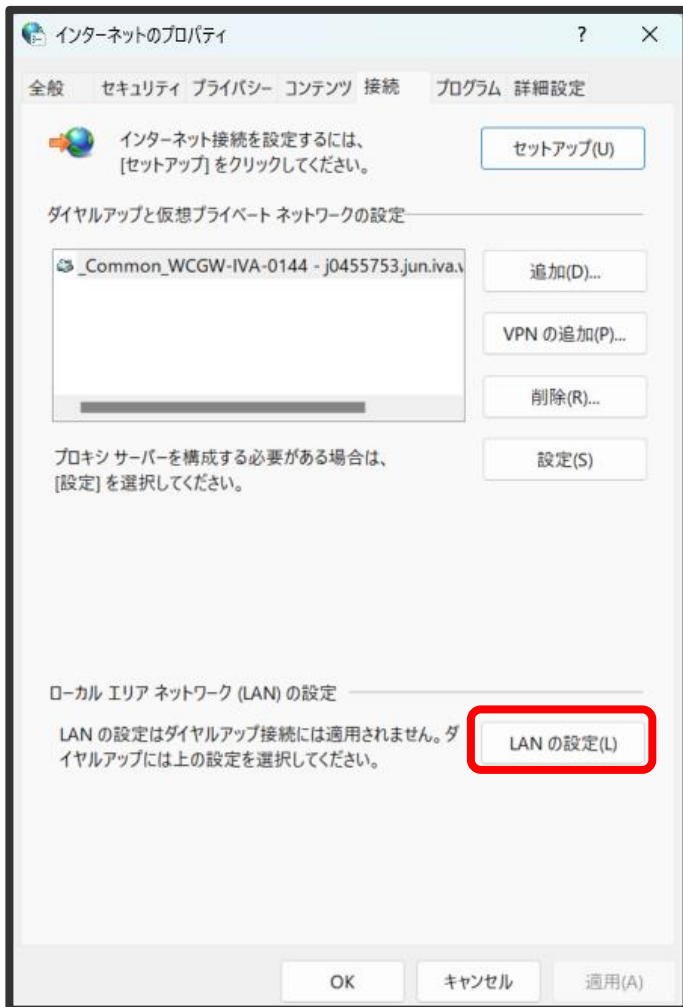 インターネットのプロパティ ?
全般 セキュリティ プライバシー コンテンツ 接続 プログラム 詳細設定
インターネット接続を設定するには、
[セットアップ] をクリックしてください。
セットアップ(U)
ダイヤルアップと仮想プライベート ネットワークの設定
_Common_WCGW-IVA-0144 - j0455753.jun.iva.v
追加(D)...
VPN の追加(P)...
削除(R)...
プロキシ サーバーを構成する必要がある場合は、
[設定] を選択してください。
設定(S)
ローカル エリア ネットワーク (LAN) の設定
LAN の設定はダイヤルアップ接続には適用されません。ダ
イヤルアップには上の設定を選択してください。
LAN の設定(L)
OK キャンセル 適用(A)